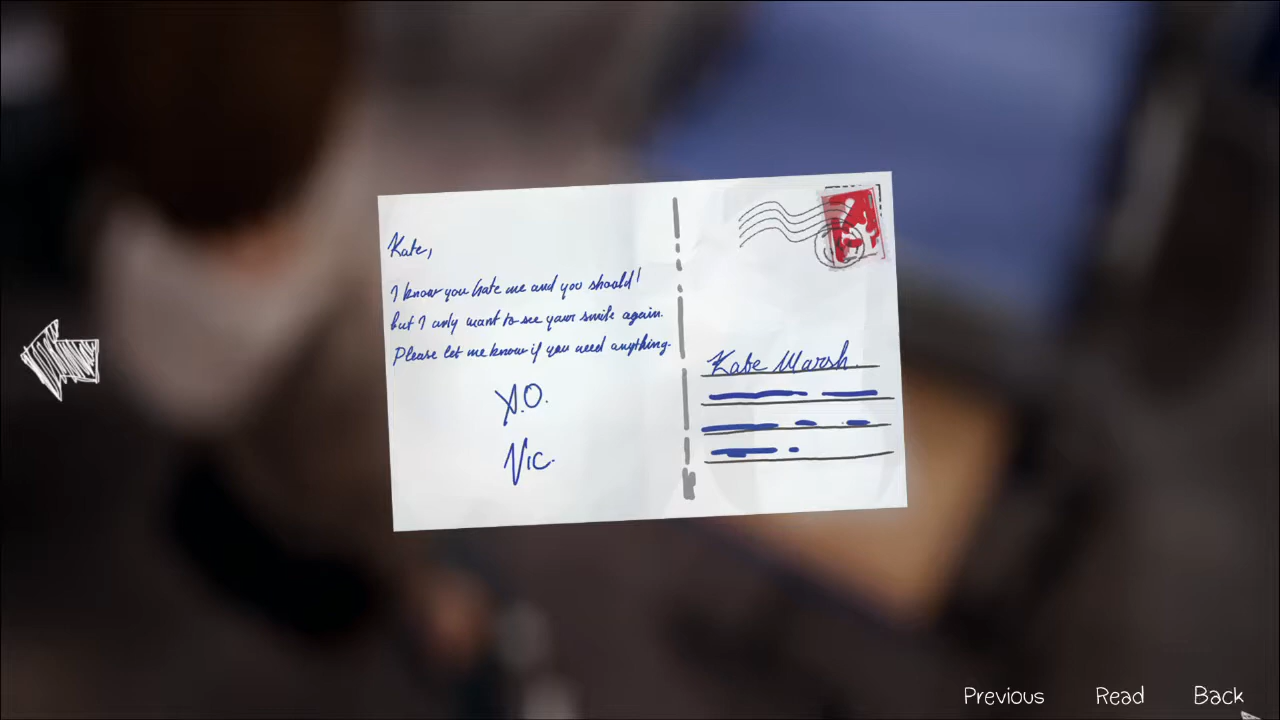 Kate,
I know you hate me and you should!
but I only want to see your smile again.
Please let me know if you need anything.
X.O.
Vic.
Kate Marsh.
Previous
Read
Back